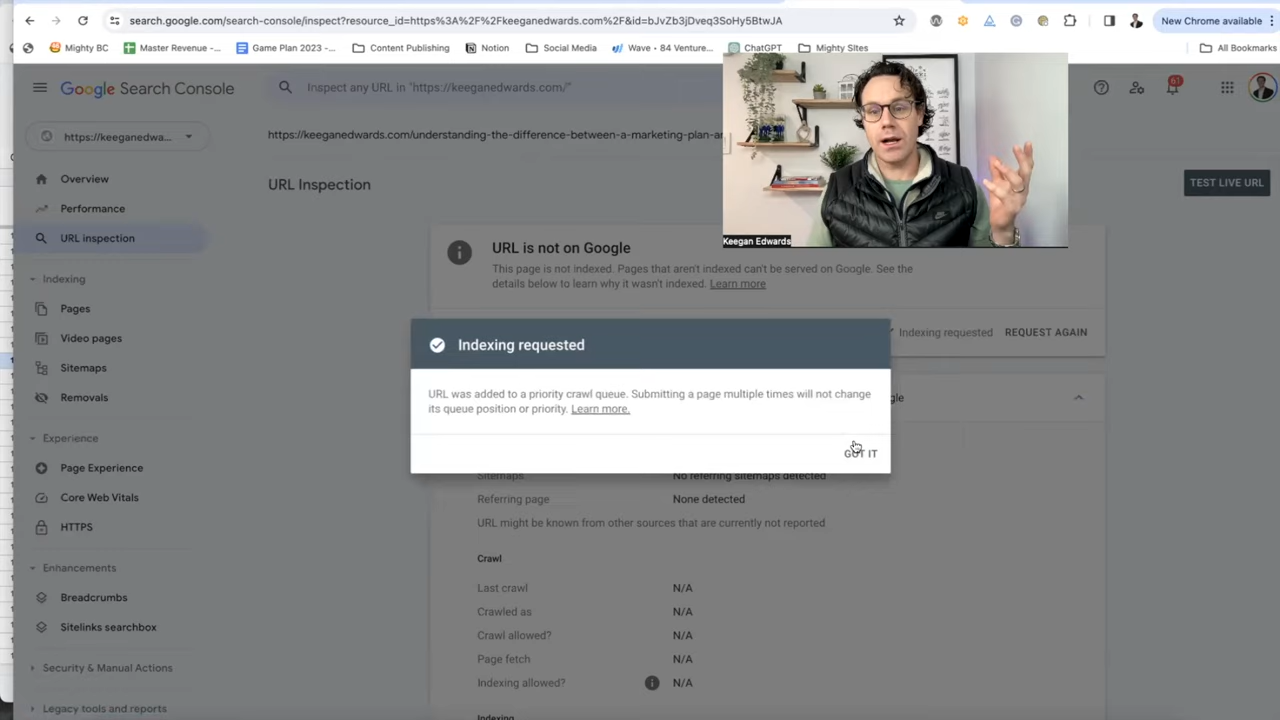 search.google.com/search-console/inspect?resource_id=https%3A%2F%2Fkeeganedwards.com%2F&id=bJvZb3jDveq3SoHy5BtwJA
New Chrome available
Mighty BC
Master Revenue -...
Game Plan 2023 -...
Content Publishing
Notion
Social Media
Wave • 84 Venture...
ChatGPT
Mighty SItes
All Bookmarks
Google Search Console
Inspect any URL in "https://keeganedwards.com/"
61
https://keeganedwa...
https://keeganedwards.com/understanding-the-difference-between-a-marketing-plan-an
Overview
Performance
URL inspection
Indexing
Pages
Video pages
Sitemaps
Removals
Experience
Page Experience
Core Web Vitals
HTTPS
Enhancements
Breadcrumbs
Sitelinks searchbox
Security & Manual Actions
Legacy tools and reports
URL Inspection
TEST LIVE URL
Keegan Edwards
URL is not on Google
This page is not indexed. Pages that aren't indexed can't be served on Google. See the
details below to learn why it wasn't indexed. Learn more
Indexing requested
REQUEST AGAIN
Indexing requested
URL was added to a priority crawl queue. Submitting a page multiple times will not change
its queue position or priority. Learn more.
GOT IT
gle
Sitemaps
No referring sitemaps detected
Referring page
None detected
URL might be known from other sources that are currently not reported
Crawl
Last crawl
N/A
Crawled as
N/A
Crawl allowed?
N/A
Page fetch
N/A
Indexing allowed?
N/A
Indexing